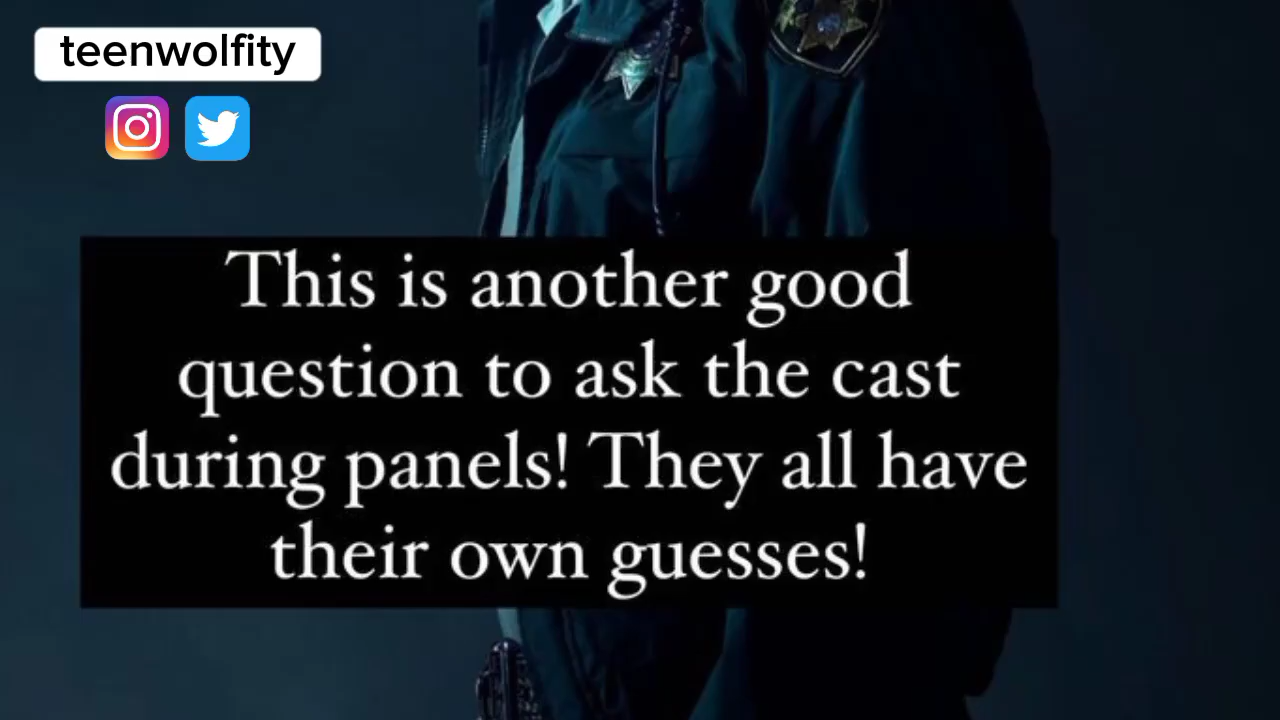 teenwolfity
This is another good
question to ask the cast
during panels! They all have
their own guesses!